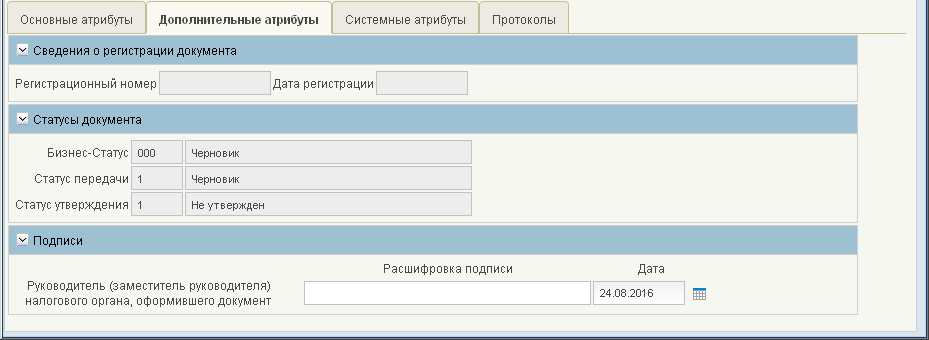 Основные атрибуты Дополнительные атрибуты Системные атрибуты Протоколы
Сведения о регистрации документа
Регистрационный номер Дата регистрации
Статусы документа
Бизнес-Статус 000 Черновик
Статус передачи 1 Черновик
Статус утверждения 1 Не утвержден
Подписи
Расшифровка подписи Дата
Руководитель (заместитель руководителя)
налогового органа, оформившего документ 24.08.2016